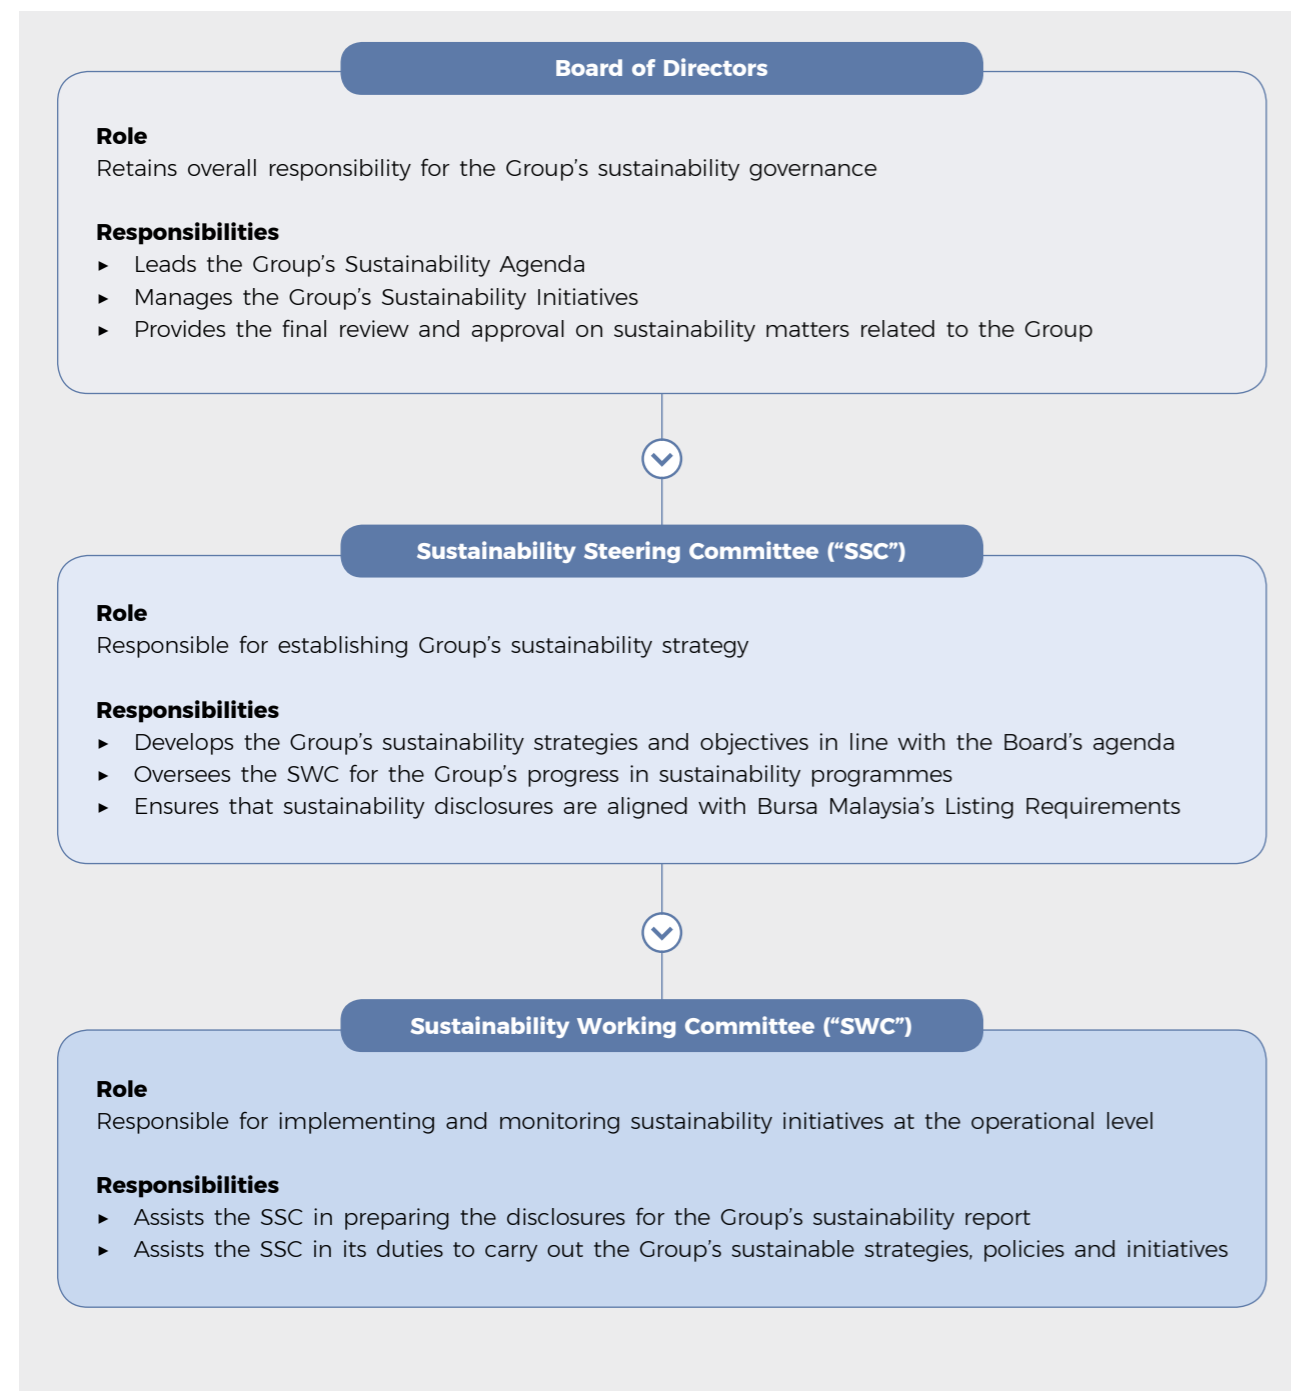 Board of Directors
Role
Retains overall responsibility for the Group’s sustainability governance
Responsibilities
▸ Leads the Group’s Sustainability Agenda
▸ Manages the Group’s Sustainability Initiatives
▸ Provides the final review and approval on sustainability matters related to the Group
Sustainability Steering Committee (“SSC”)
Role
Responsible for establishing Group’s sustainability strategy
Responsibilities
▸ Develops the Group’s sustainability strategies and objectives in line with the Board’s agenda
▸ Oversees the SWC for the Group’s progress in sustainability programmes
▸ Ensures that sustainability disclosures are aligned with Bursa Malaysia’s Listing Requirements
Sustainability Working Committee (“SWC”)
Role
Responsible for implementing and monitoring sustainability initiatives at the operational level
Responsibilities
▸ Assists the SSC in preparing the disclosures for the Group’s sustainability report
▸ Assists the SSC in its duties to carry out the Group’s sustainable strategies, policies and initiatives